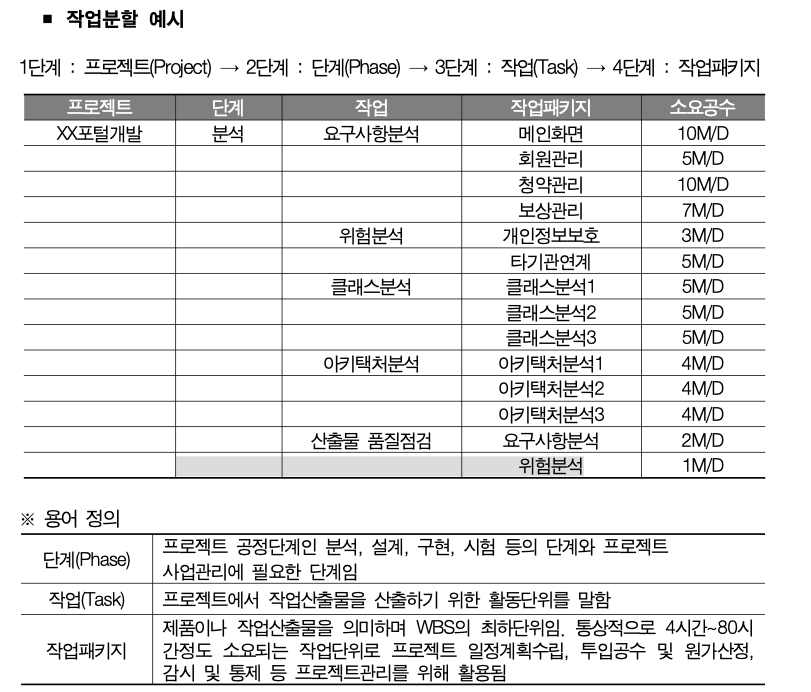 ▪ 작업분할 예시
1단계 : 프로젝트(Project) → 2단계 : 단계(Phase) → 3단계 : 작업(Task) → 4단계 : 작업패키지
프로젝트 단계 작업 작업패키지 소요공수
XX포털개발 분석 요구사항분석 메인화면 10M/D
회원관리 5M/D
청약관리 10M/D
보상관리 7M/D
위험분석 개인정보보호 3M/D
타기관연계 5M/D
클래스분석 클래스분석1 5M/D
클래스분석2 5M/D
클래스분석3 5M/D
아키택처분석 아키택처분석1 4M/D
아키택처분석2 4M/D
아키택처분석3 4M/D
산출물 품질점검 요구사항분석 2M/D
위험분석 1M/D
※ 용어 정의
단계(Phase) 프로젝트 공정단계인 분석, 설계, 구현, 시험 등의 단계와 프로젝트
사업관리에 필요한 단계임
작업(Task) 프로젝트에서 작업산출물을 산출하기 위한 활동단위를 말함
작업패키지 제품이나 작업산출물을 의미하며 WBS의 최하단위임. 통상적으로 4시간~80시
간정도 소요되는 작업단위로 프로젝트 일정계획수립, 투입공수 및 원가산정,
감시 및 통제 등 프로젝트관리를 위해 활용됨